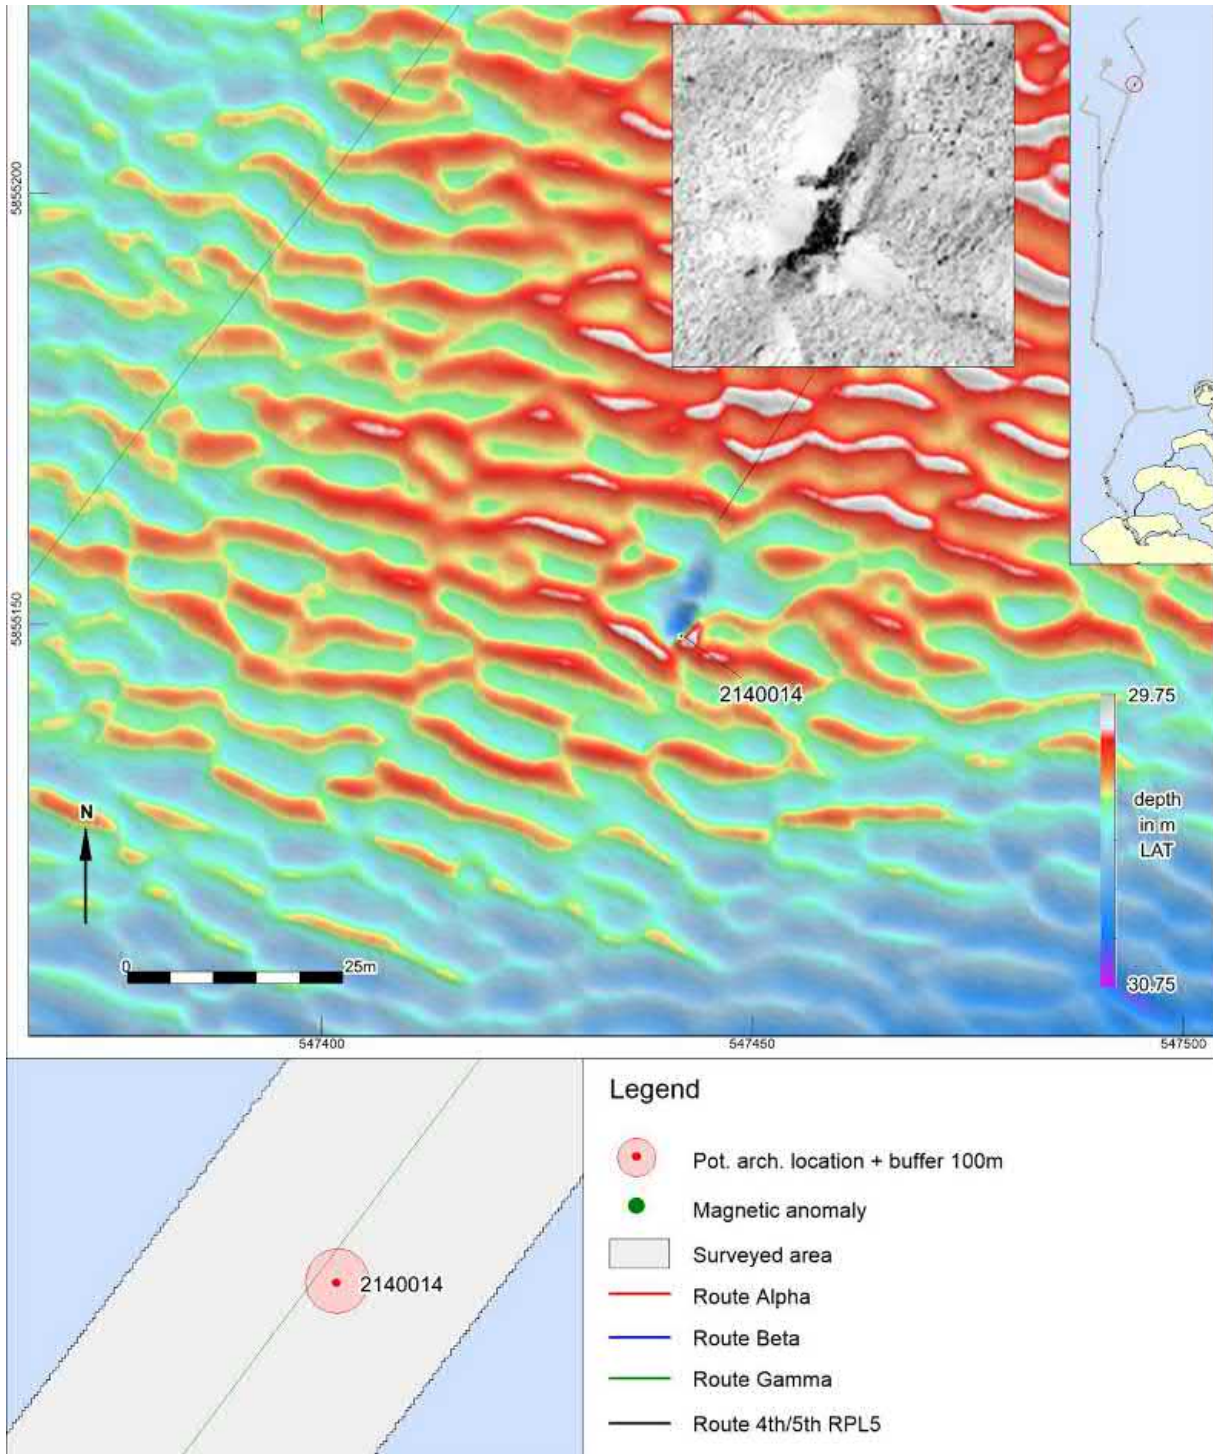 5855200
5855150
2140014
29.75
depth
in m
LAT
30.75
N
0 25m
547400 547450 547500
2140014
Legend
Pot. arch. location + buffer 100m
Magnetic anomaly
Surveyed area
Route Alpha
Route Beta
Route Gamma
Route 4th/5th RPL5